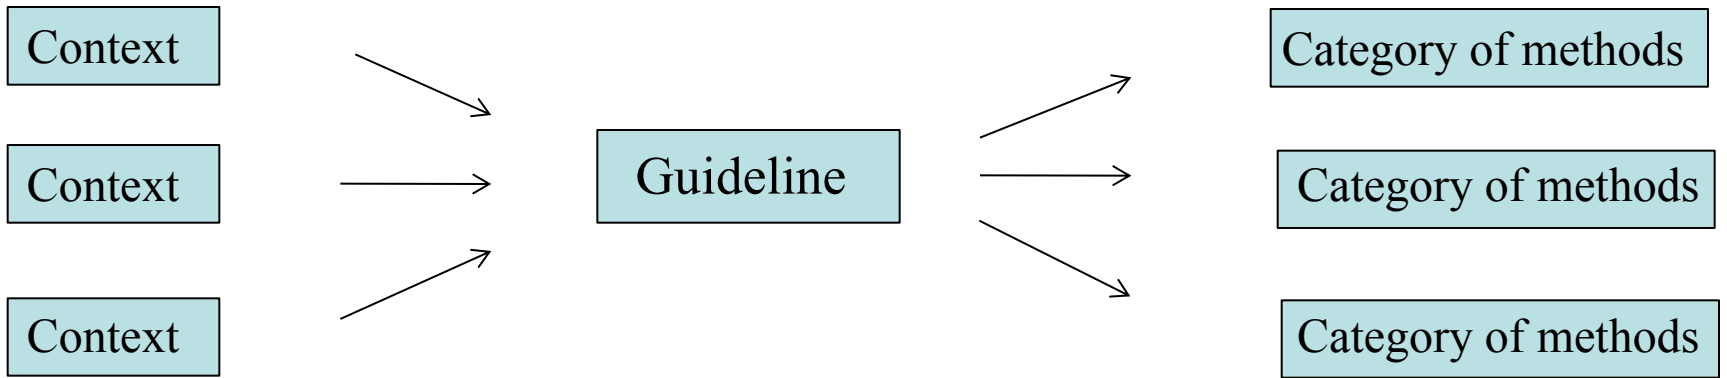 Context
Category of methods
Context
Guideline
Category of methods
Context
Category of methods